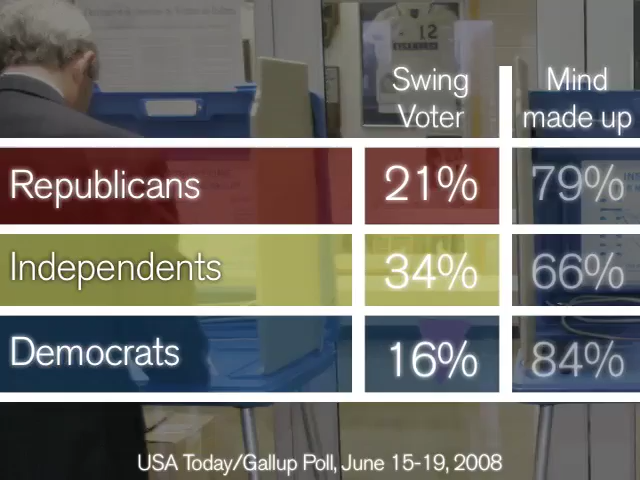 Swing Voter
Mind made up
Republicans 21% 79%
Independents 34% 66%
Democrats 16% 84%
USA Today/Gallup Poll, June 15-19, 2008
12